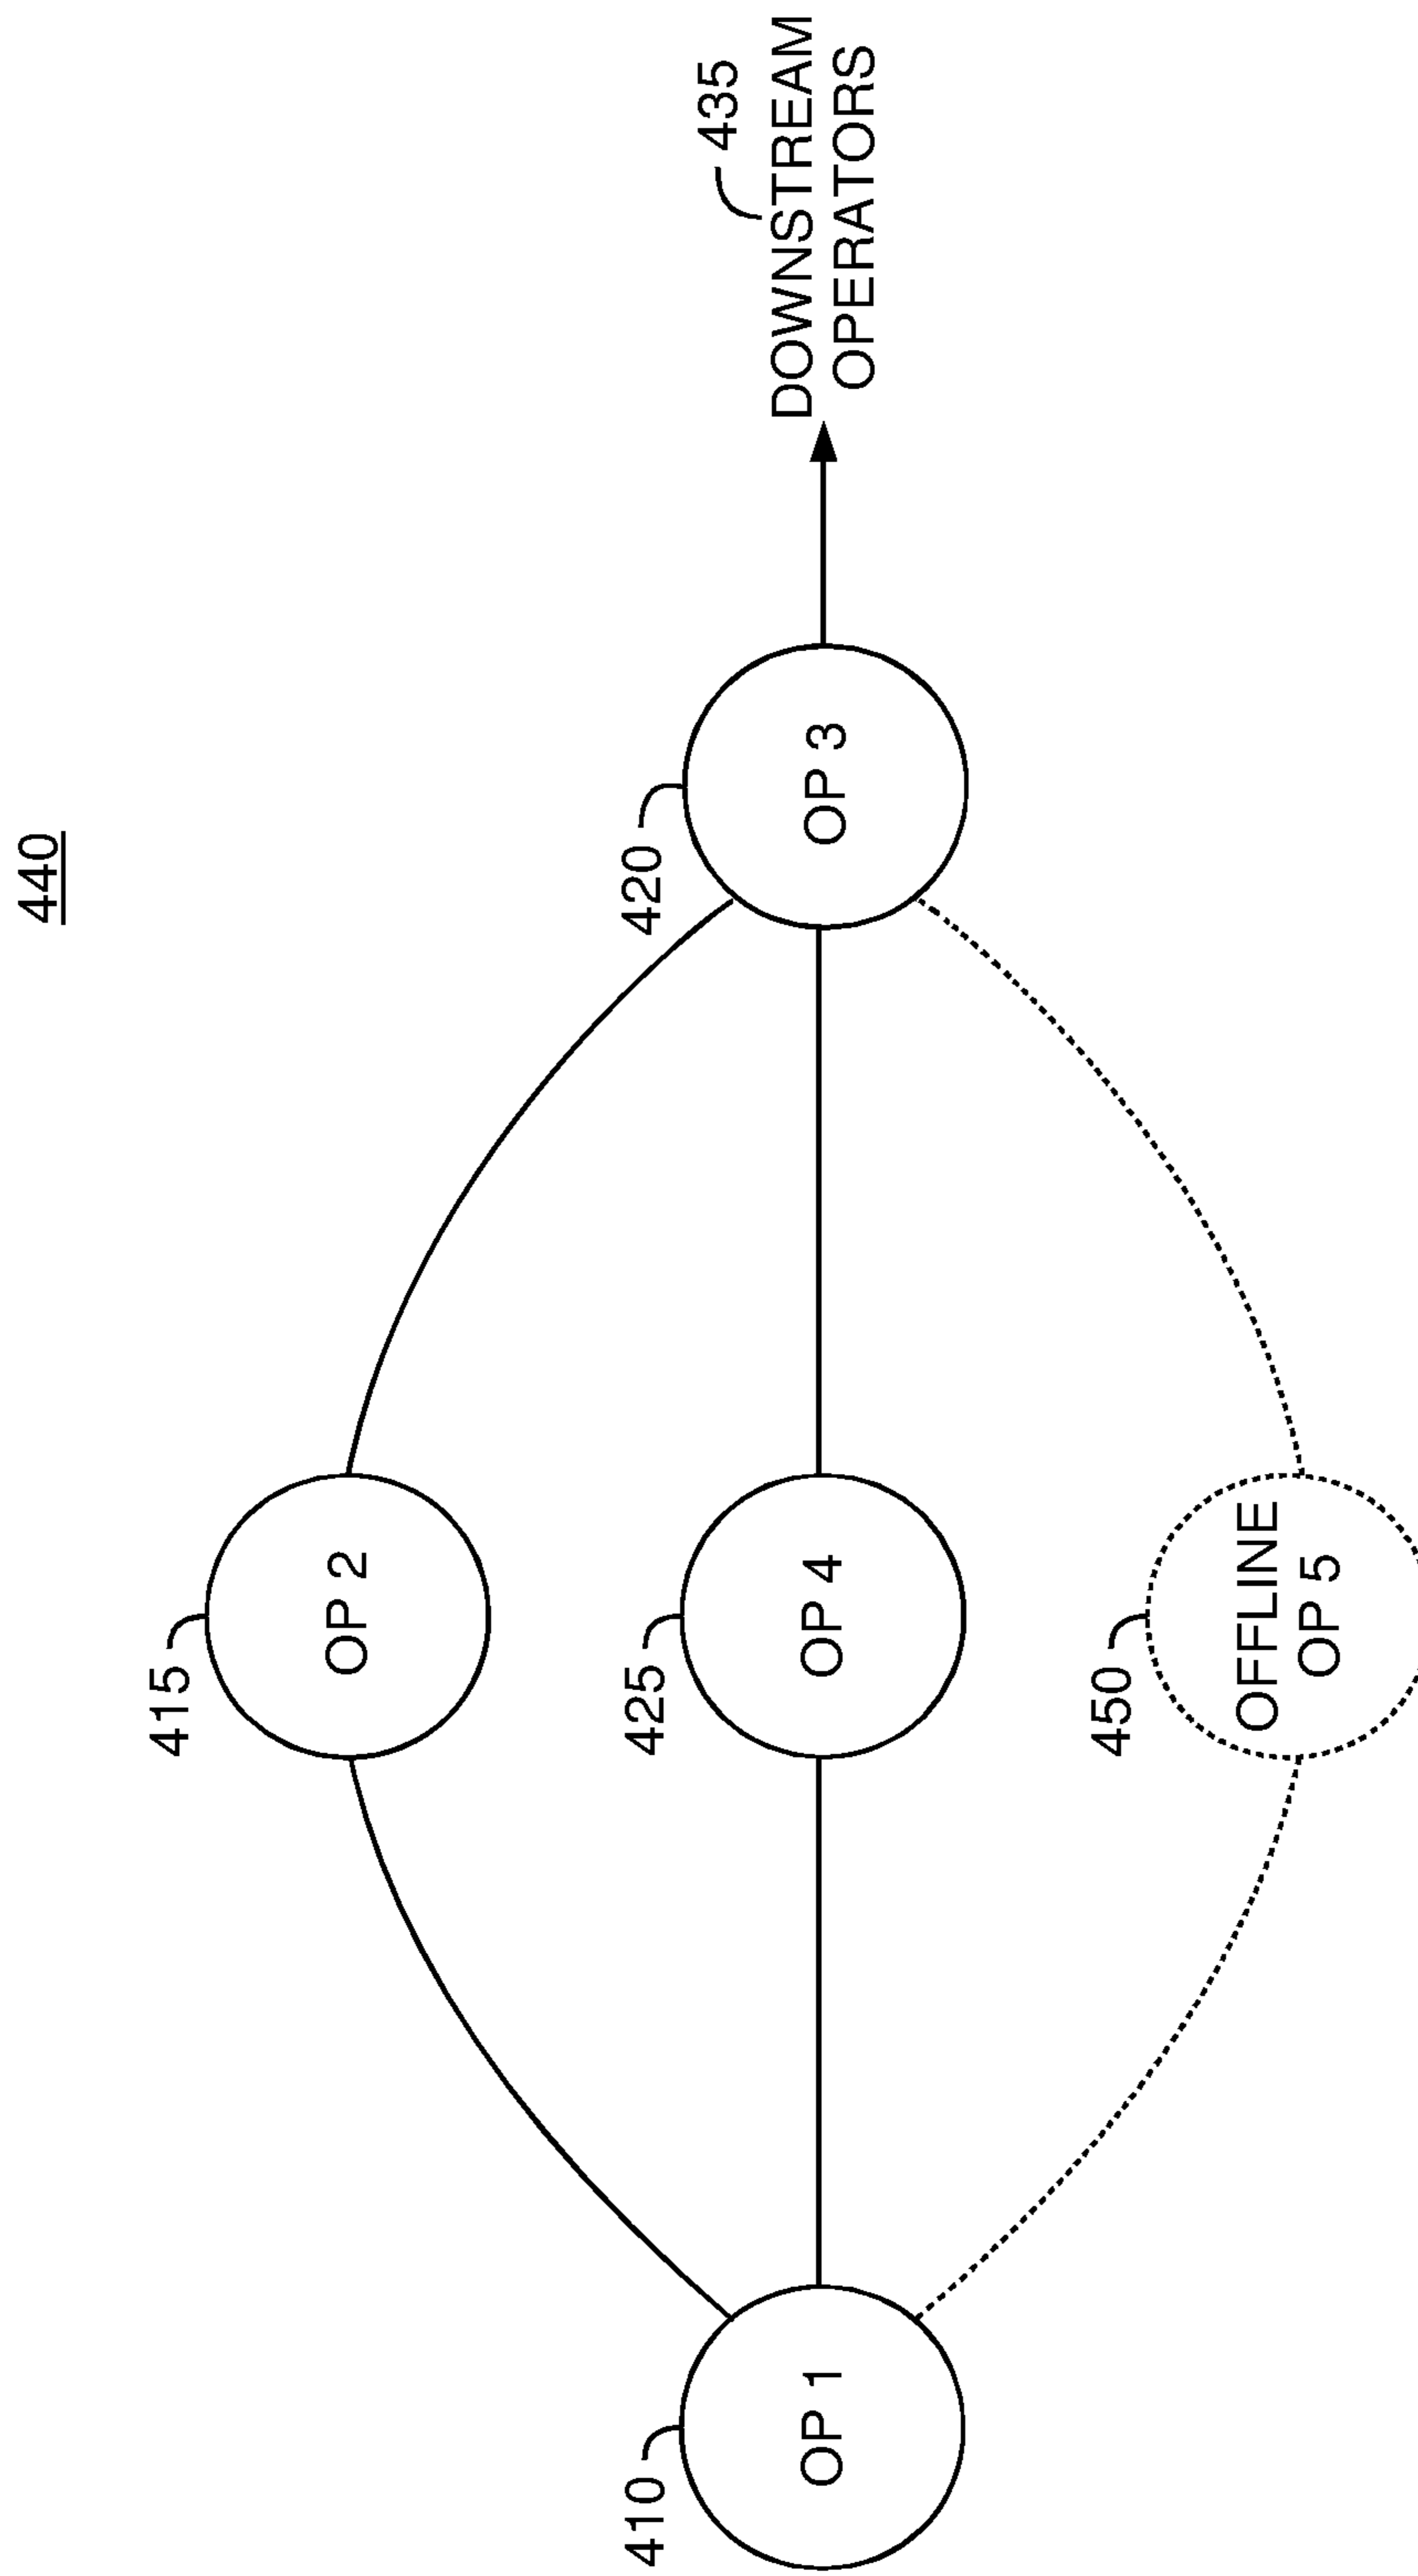 440
415
OP 2
410
OP 1
425
OP 4
420
OP 3
435
DOWNSTREAM
OPERATORS
450
OFFLINE
OP 5